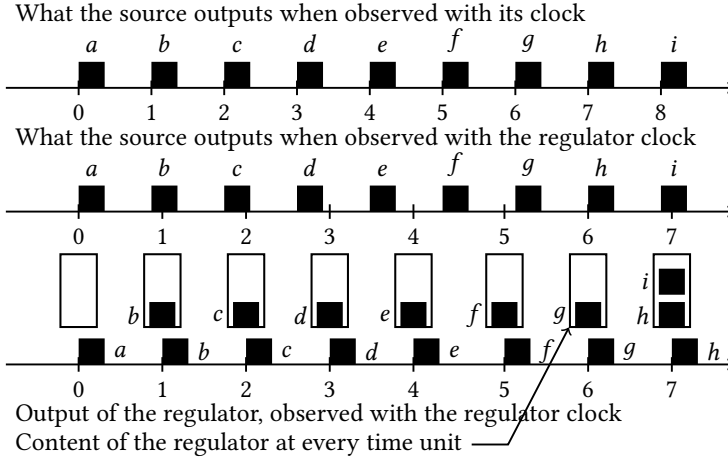 What the source outputs when observed with its clock
a b c d e f g h i
0 1 2 3 4 5 6 7 8
What the source outputs when observed with the regulator clock
a b c d e f g h i
0 1 2 3 4 5 6 7
i
b c d e f g h
a b c d e f g h
0 1 2 3 4 5 6 7
Output of the regulator, observed with the regulator clock
Content of the regulator at every time unit